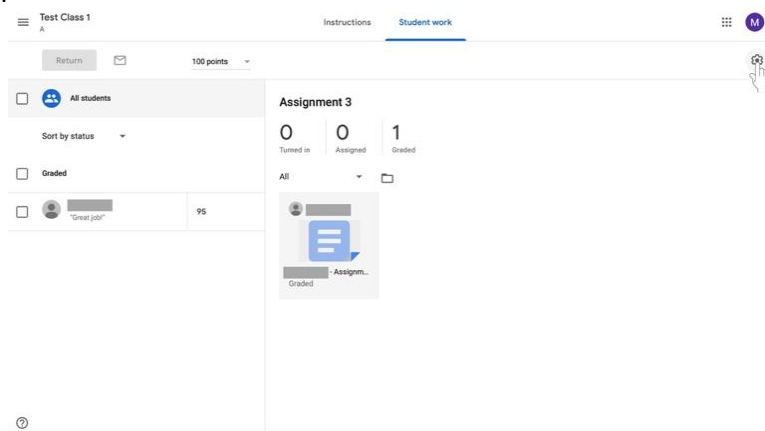 Test Class 1
A
Instructions
Student work
M
Return
100 points
All students
Sort by status
Graded
"Great job!"
95
Assignment 3
0
Turned in
0
Assigned
1
Graded
All
- Assignm...
Graded